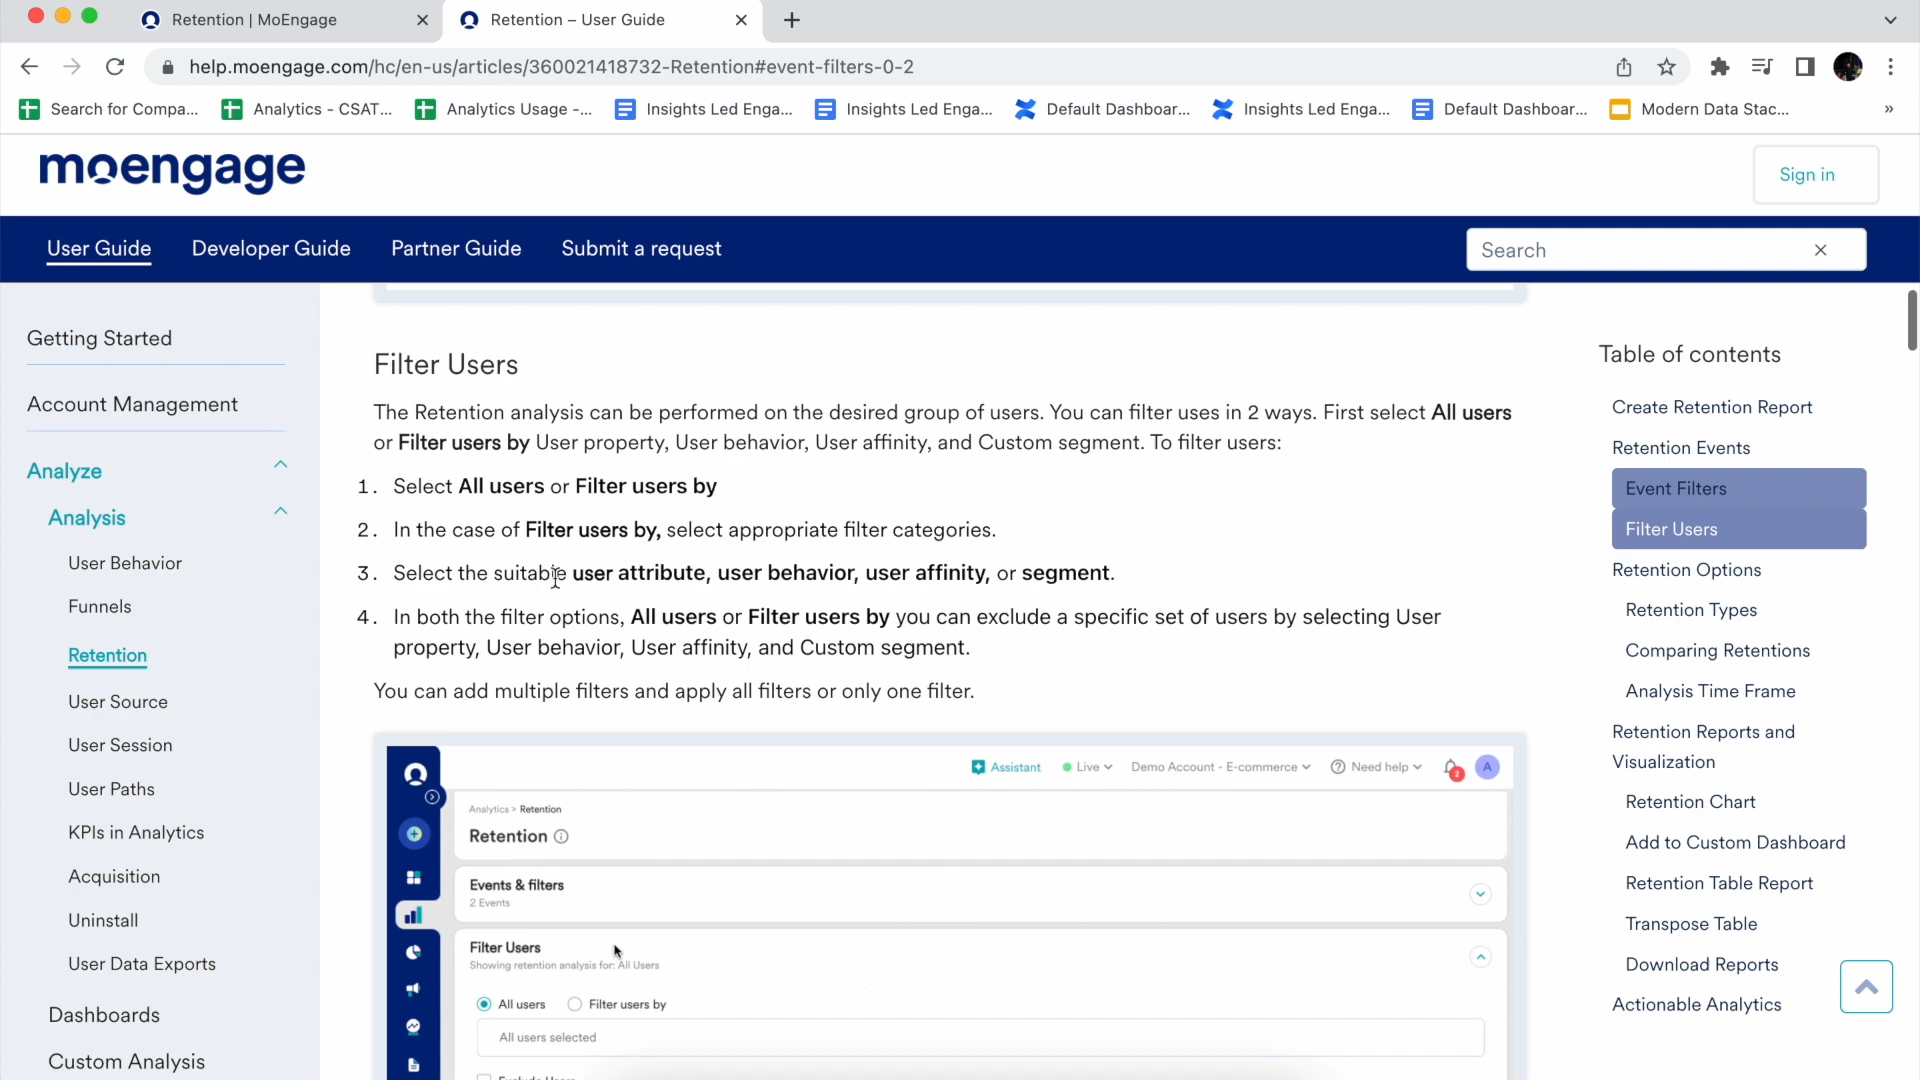 Retention | MoEngage
Retention – User Guide
help.moengage.com/hc/en-us/articles/360021418732-Retention#event-filters-0-2
Search for Compa...
Analytics - CSAT...
Analytics Usage -...
Insights Led Enga...
Insights Led Enga...
Default Dashboar...
Insights Led Enga...
Default Dashboar...
Modern Data Stac...
»
moengage
Sign in
User Guide
Developer Guide
Partner Guide
Submit a request
Search
Getting Started
Account Management
Analyze
Analysis
User Behavior
Funnels
Retention
User Source
User Session
User Paths
KPIs in Analytics
Acquisition
Uninstall
User Data Exports
Dashboards
Custom Analysis
Filter Users
The Retention analysis can be performed on the desired group of users. You can filter uses in 2 ways. First select All users
or Filter users by User property, User behavior, User affinity, and Custom segment. To filter users:
1. Select All users or Filter users by
2. In the case of Filter users by, select appropriate filter categories.
3. Select the suitable user attribute, user behavior, user affinity, or segment.
4. In both the filter options, All users or Filter users by you can exclude a specific set of users by selecting User
property, User behavior, User affinity, and Custom segment.
You can add multiple filters and apply all filters or only one filter.
Assistant
Live
Demo Account - E-commerce
Need help
2
A
Analytics > Retention
Retention
Events & filters
2 Events
Filter Users
Showing retention analysis for: All Users
All users
Filter users by
All users selected
Exclude Users
Table of contents
Create Retention Report
Retention Events
Event Filters
Filter Users
Retention Options
Retention Types
Comparing Retentions
Analysis Time Frame
Retention Reports and
Visualization
Retention Chart
Add to Custom Dashboard
Retention Table Report
Transpose Table
Download Reports
Actionable Analytics